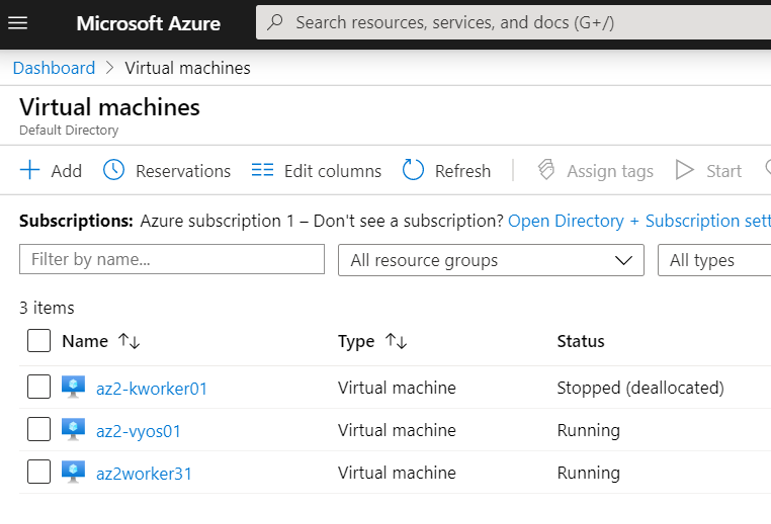 Microsoft Azure Search resources, services, and docs (G+/)
Dashboard > Virtual machines
Virtual machines
Default Directory
Add Reservations Edit columns Refresh Assign tags Start
Subscriptions: Azure subscription 1 – Don't see a subscription? Open Directory + Subscription sett
Filter by name... All resource groups All types
3 items
Name Type Status
az2-kworker01 Virtual machine Stopped (deallocated)
az2-vyos01 Virtual machine Running
az2worker31 Virtual machine Running